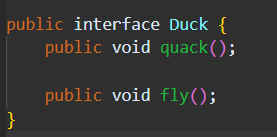 public interface Duck {
    public void quack();

    public void fly();
}